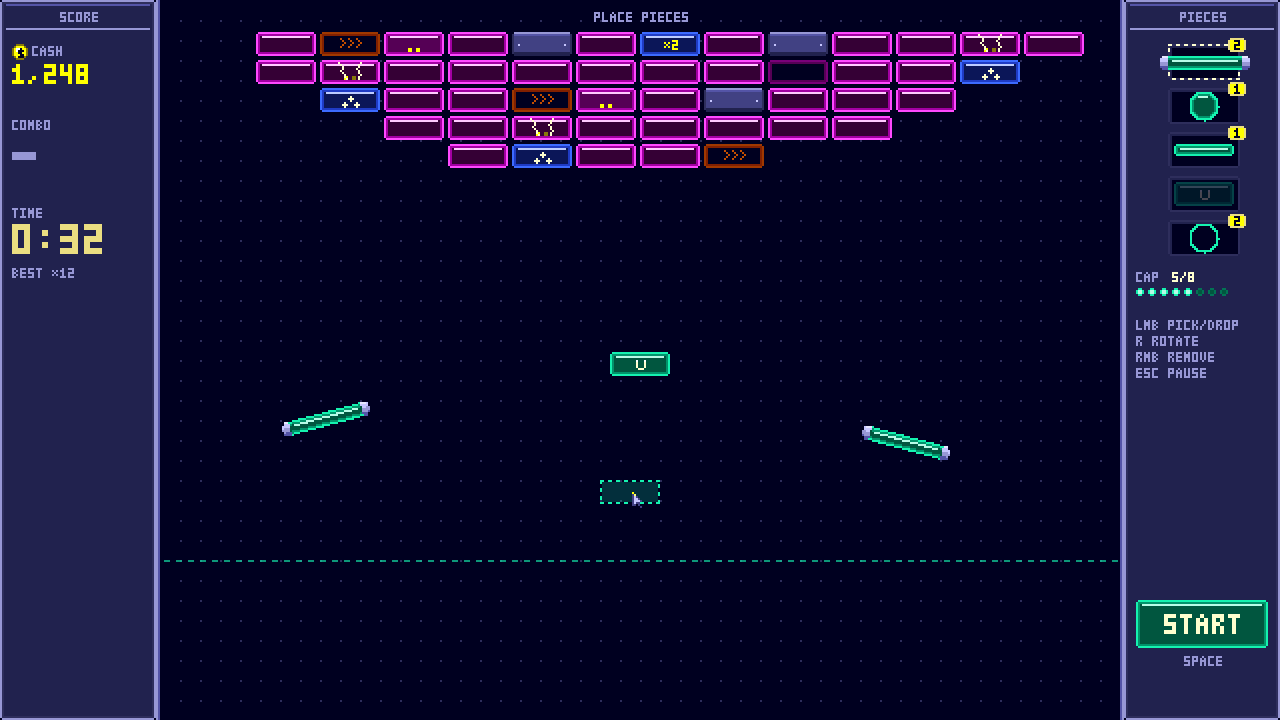 SCORE
CASH
1,248
COMBO
TIME
0:32
BEST ×12
PLACE PIECES
>>>
×2
>>>
>>>
U
PIECES
2
1
1
U
2
CAP 5/8
LMB PICK/DROP
R ROTATE
RMB REMOVE
ESC PAUSE
START
SPACE